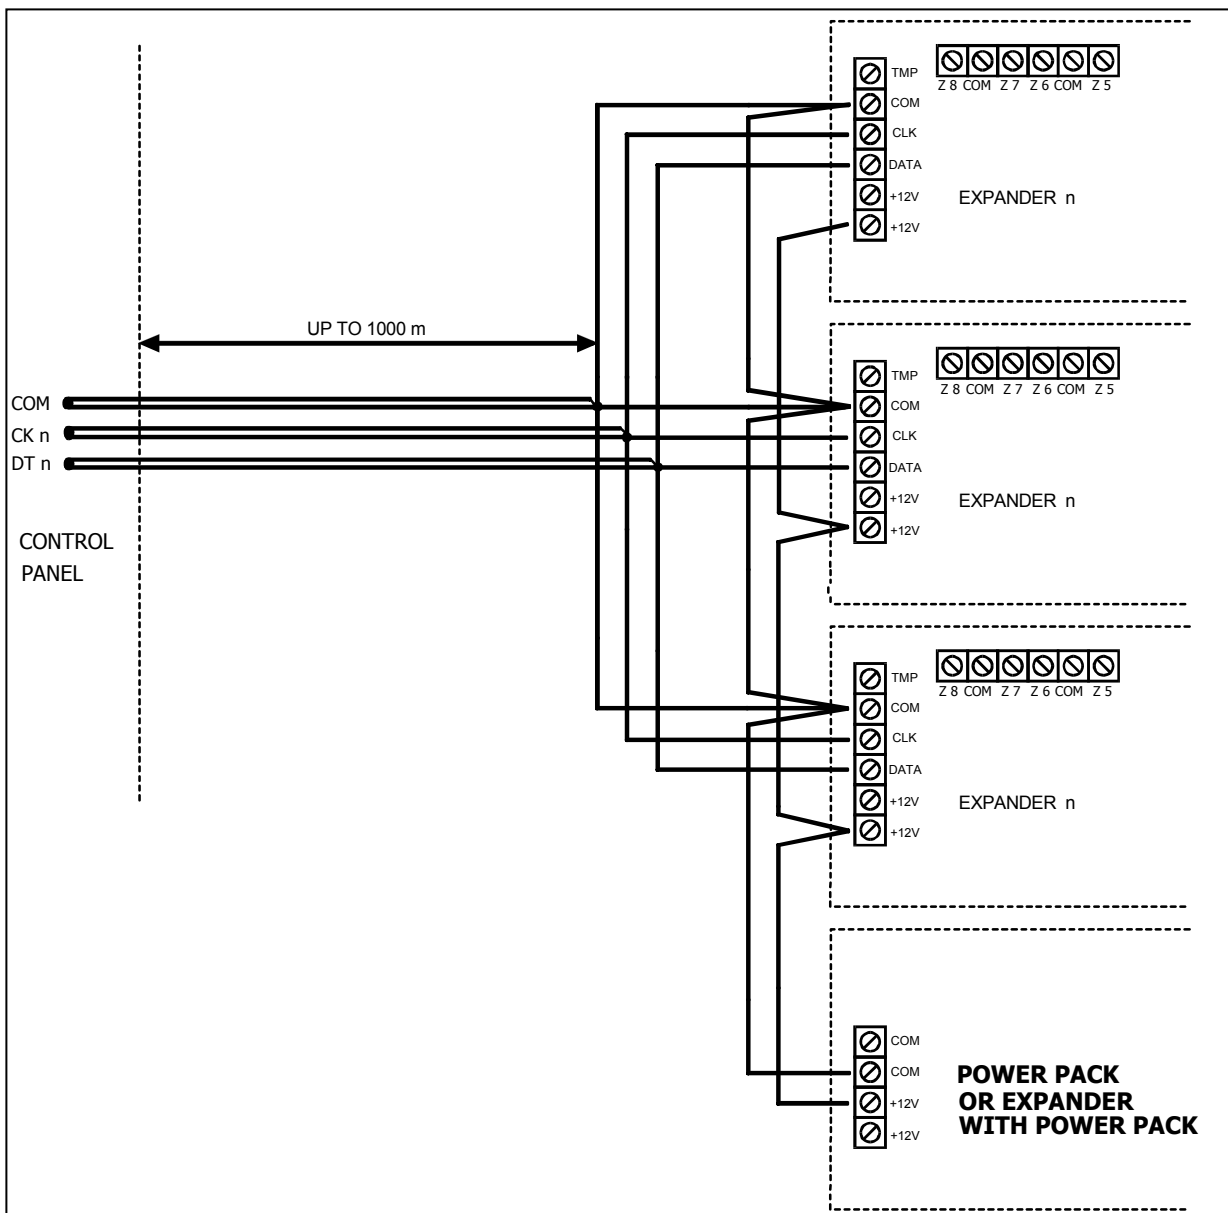 TMP
COM
CLK
DATA
+12V
+12V
Z 8 COM Z 7 Z 6 COM Z 5
EXPANDER n
UP TO 1000 m
COM
CK n
DT n
CONTROL
PANEL
TMP
COM
CLK
DATA
+12V
+12V
Z 8 COM Z 7 Z 6 COM Z 5
EXPANDER n
TMP
COM
CLK
DATA
+12V
+12V
Z 8 COM Z 7 Z 6 COM Z 5
EXPANDER n
COM
COM
+12V
+12V
POWER PACK
OR EXPANDER
WITH POWER PACK